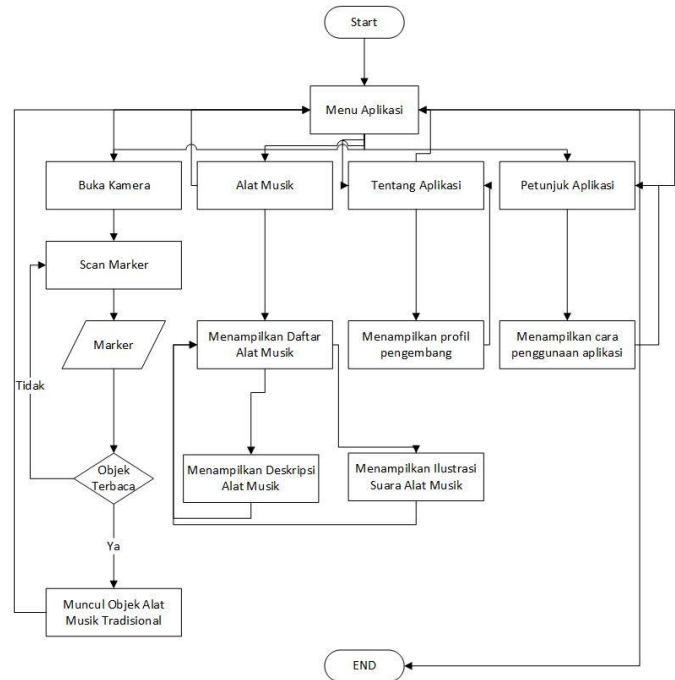 Start
Menu Aplikasi
Buka Kamera
Alat Musik
Tentang Aplikasi
Petunjuk Aplikasi
Scan Marker
Marker
Menampilkan Daftar
Alat Musik
Menampilkan profil
pengembang
Menampilkan cara
penggunaan aplikasi
Tidak
Objek
Terbaca
Menampilkan Deskripsi
Alat Musik
Menampilkan Ilustrasi
Suara Alat Musik
Ya
Muncul Objek Alat
Musik Tradisional
END